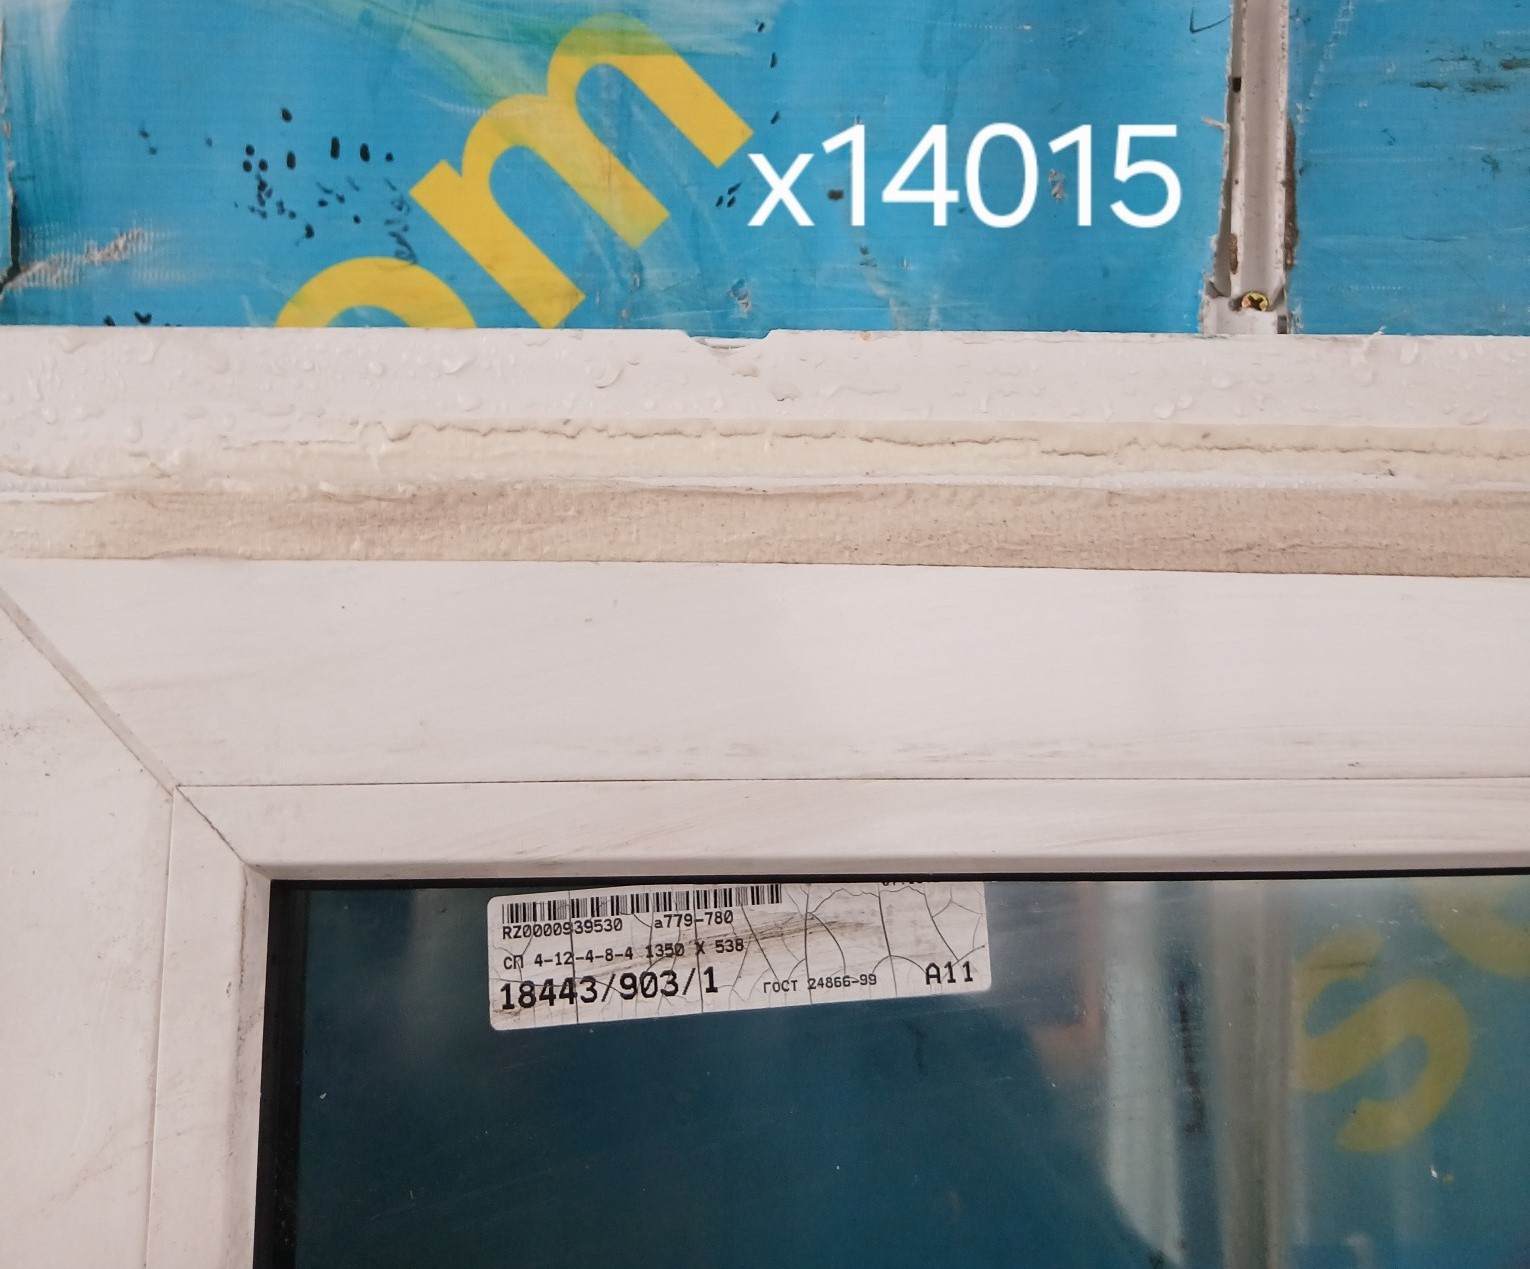 om
x14015
RZ0000939530 a779-780
СП 4-12-4-8-4 1350 X 538
18443/903/1 ГОСТ 24866-99 A11